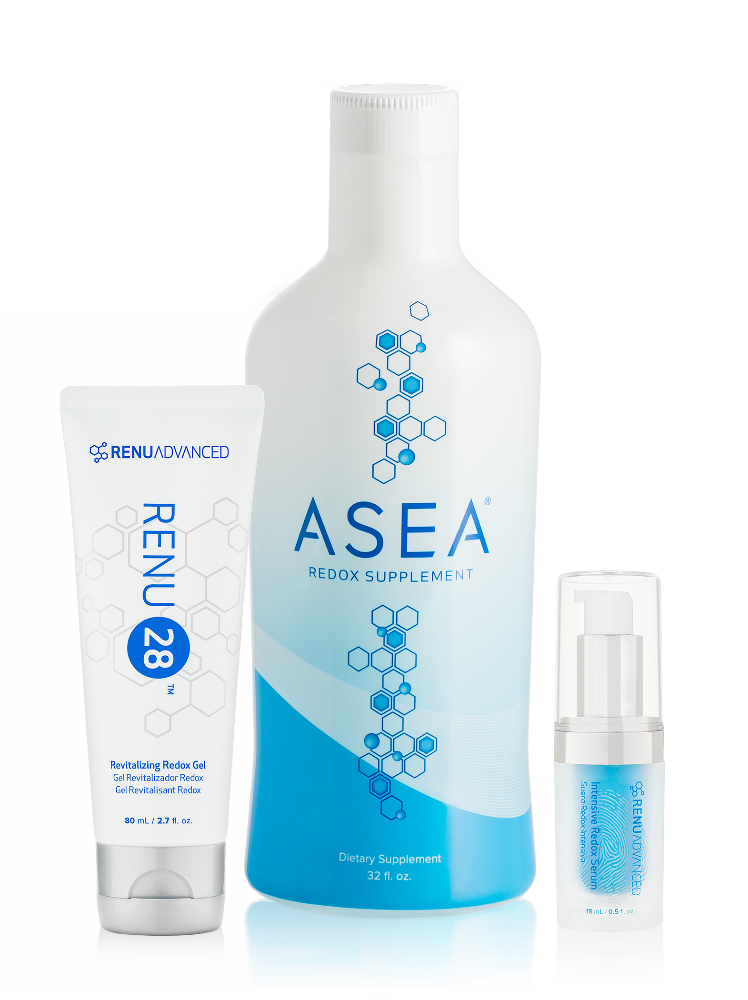 RENUADVANCED
RENU 28™
Revitalizing Redox Gel
Gel Revitalizador Redox
Gel Revitalisant Redox
80 mL / 2.7 fl. oz.
ASEA®
REDOX SUPPLEMENT
Dietary Supplement
32 fl. oz.
RENUADVANCED
Intensive Redox Serum
Suero Redox Intensiva
15 mL / 0.5 fl. oz.